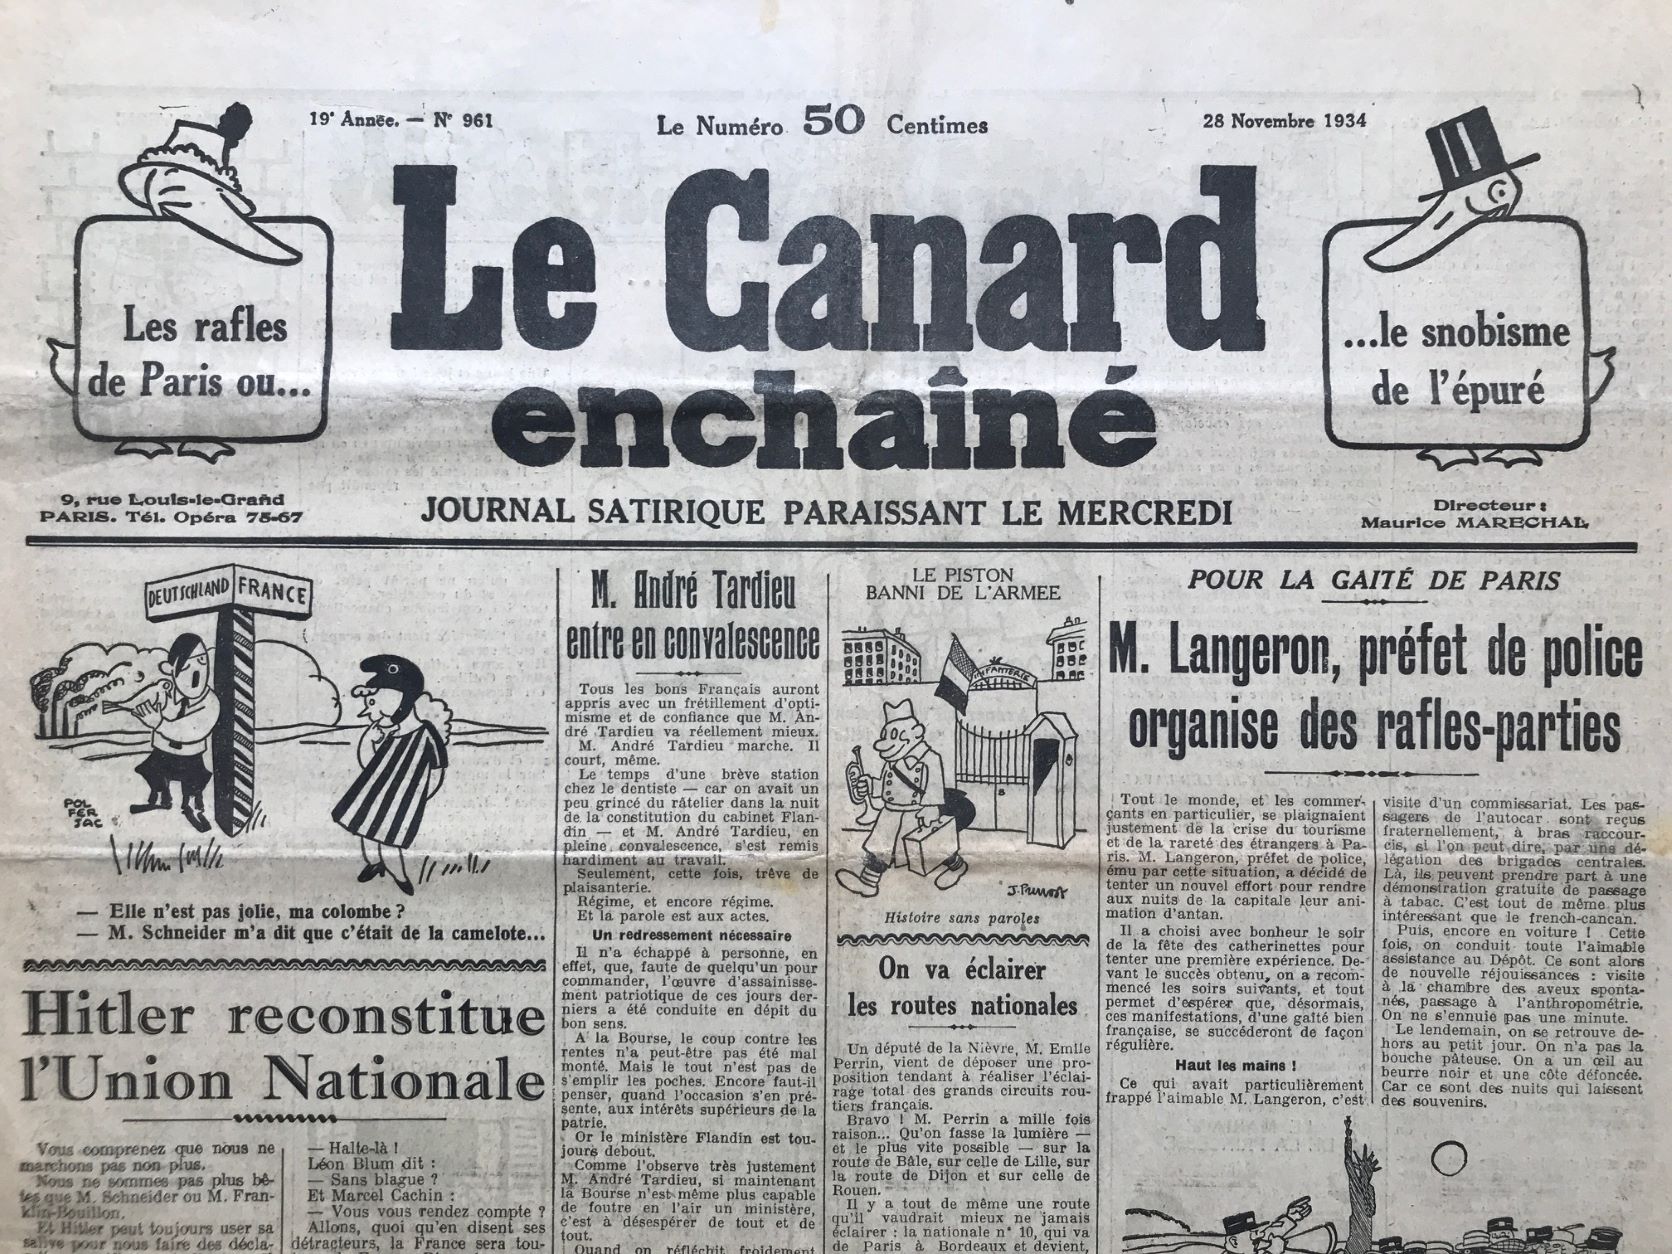 19e Année. — No 961
Le Numéro 50 Centimes
28 Novembre 1934
Les rafles
de Paris ou...
Le Canard
enchaîné
...le snobisme
de l'épuré
9, rue Louis-le-Grand
PARIS. Tél. Opéra 75-67
JOURNAL SATIRIQUE PARAISSANT LE MERCREDI
Directeur :
Maurice MARECHAL
DEUTSCHLAND FRANCE
POL
FER
JAC
— Elle n'est pas jolie, ma colombe ?
— M. Schneider m'a dit que c'était de la camelote...
Hitler reconstitue
l'Union Nationale
Vous comprenez que nous ne
marchons pas non plus.
Nous ne sommes pas plus bê-
tes que M. Schneider ou M. Fran-
klin-Bouillon.
Et Hitler peut toujours user sa
salive pour nous faire des décla-
— Halte-là !
Léon Blum dit :
— Sans blague ?
Et Marcel Cachin :
— Vous vous rendez compte ?
Allons, quoi qu'en disent ses
détracteurs, la France sera tou-
M. André Tardieu
entre en convalescence
Tous les bons Français auront
appris avec un frétillement d'opti-
misme et de confiance que M. An-
dré Tardieu va réellement mieux.
M. André Tardieu marche. Il
court, même.
Le temps d'une brève station
chez le dentiste — car on avait un
peu grincé du râtelier dans la nuit
de la constitution du cabinet Flan-
din — et M. André Tardieu, en
pleine convalescence, s'est remis
hardiment au travail.
Seulement, cette fois, trêve de
plaisanterie.
Régime, et encore régime.
Et la parole est aux actes.
Un redressement nécessaire
Il n'a échappé à personne, en
effet, que, faute de quelqu'un pour
commander, l'œuvre d'assainisse-
ment patriotique de ces jours der-
niers a été conduite en dépit du
bon sens.
A la Bourse, le coup contre les
rentes n'a peut-être pas été mal
monté. Mais le tout n'est pas de
s'emplir les poches. Encore faut-il
penser, quand l'occasion s'en pré-
sente, aux intérêts supérieurs de la
patrie.
Or le ministère Flandin est tou-
jours debout.
Comme l'observe très justement
M. André Tardieu, si maintenant
la Bourse n'est même plus capable
de foutre en l'air un ministère,
c'est à désespérer de tout et de
tout.
Quand on réfléchit froidement
LE PISTON
BANNI DE L'ARMEE
INFANTERIE
J. Pruvost
Histoire sans paroles
On va éclairer
les routes nationales
Un député de la Nièvre, M. Emile
Perrin, vient de déposer une pro-
position tendant à réaliser l'éclai-
rage total des grands circuits rou-
tiers français.
Bravo ! M. Perrin a mille fois
raison... Qu'on fasse la lumière —
et le plus vite possible — sur la
route de Bâle, sur celle de Lille, sur
la route de Dijon et sur celle de
Rouen.
Il y a tout de même une route
qu'il vaudrait mieux ne jamais
éclairer : la nationale n° 10, qui va
de Paris à Bordeaux et devient,
POUR LA GAITÉ DE PARIS
M. Langeron, préfet de police
organise des rafles-parties
Tout le monde, et les commer-
çants en particulier, se plaignaient
justement de la crise du tourisme
et de la rareté des étrangers à Pa-
ris. M. Langeron, préfet de police,
ému par cette situation, a décidé de
tenter un nouvel effort pour rendre
aux nuits de la capitale leur ani-
mation d'antan.
Il a choisi avec bonheur le soir
de la fête des catherinettes pour
tenter une première expérience. De-
vant le succès obtenu, on a recom-
mencé les soirs suivants, et tout
permet d'espérer que, désormais,
ces manifestations, d'une gaîté bien
française, se succéderont de façon
régulière.
Haut les mains !
Ce qui avait particulièrement
frappé l'aimable M. Langeron, c'est
visite d'un commissariat. Les pas-
sagers de l'autocar sont reçus
fraternellement, à bras raccour-
cis, si l'on peut dire, par une dé-
légation des brigades centrales.
Là, ils peuvent prendre part à une
démonstration gratuite de passage
à tabac. C'est tout de même plus
intéressant que le french-cancan.
Puis, encore en voiture ! Cette
fois, on conduit toute l'aimable
assistance au Dépôt. Ce sont alors
de nouvelle réjouissances : visite
à la chambre des aveux sponta-
nés, passage à l'anthropométrie.
On ne s'ennuie pas une minute.
Le lendemain, on se retrouve de-
hors au petit jour. On n'a pas la
bouche pâteuse. On a un œil au
beurre noir et une côte défoncée.
Car ce sont des nuits qui laissent
des souvenirs.